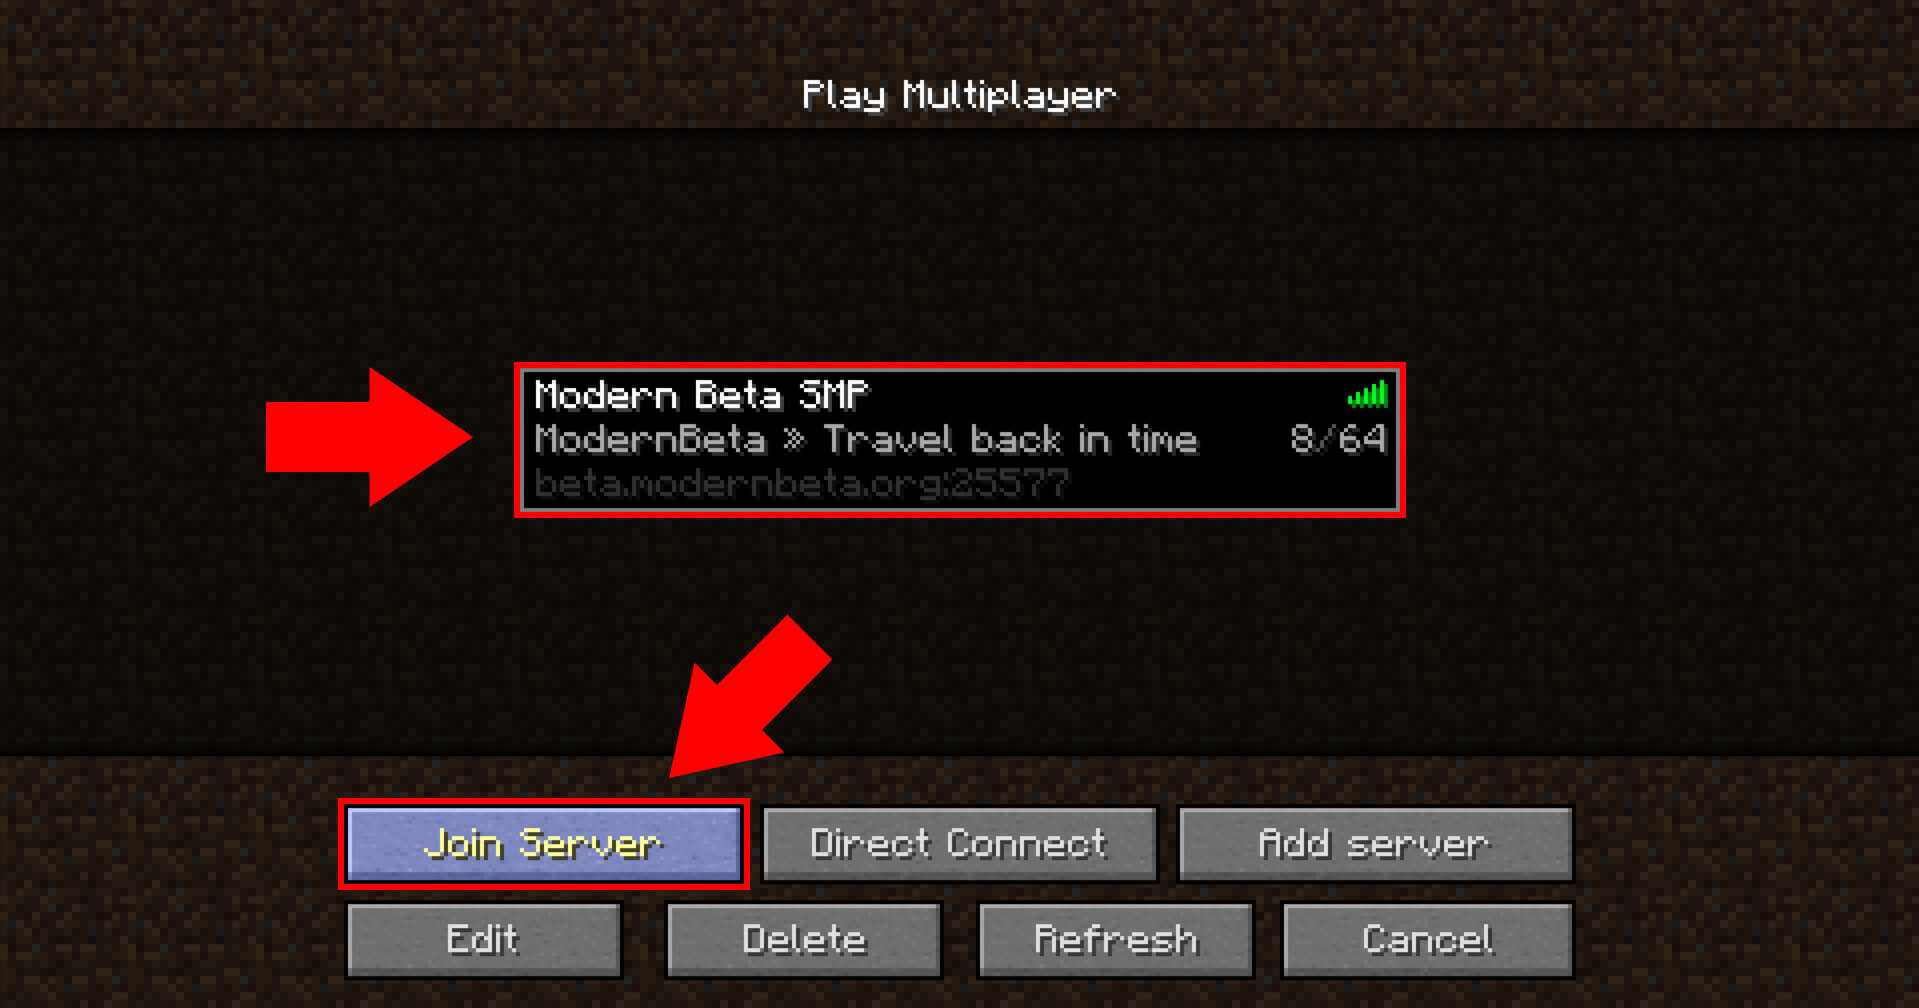 Play Multiplayer
Modern Beta SMP
ModernBeta » Travel back in time 8/64
beta.modernbeta.org:25577
Join Server Direct Connect Add server
Edit Delete Refresh Cancel